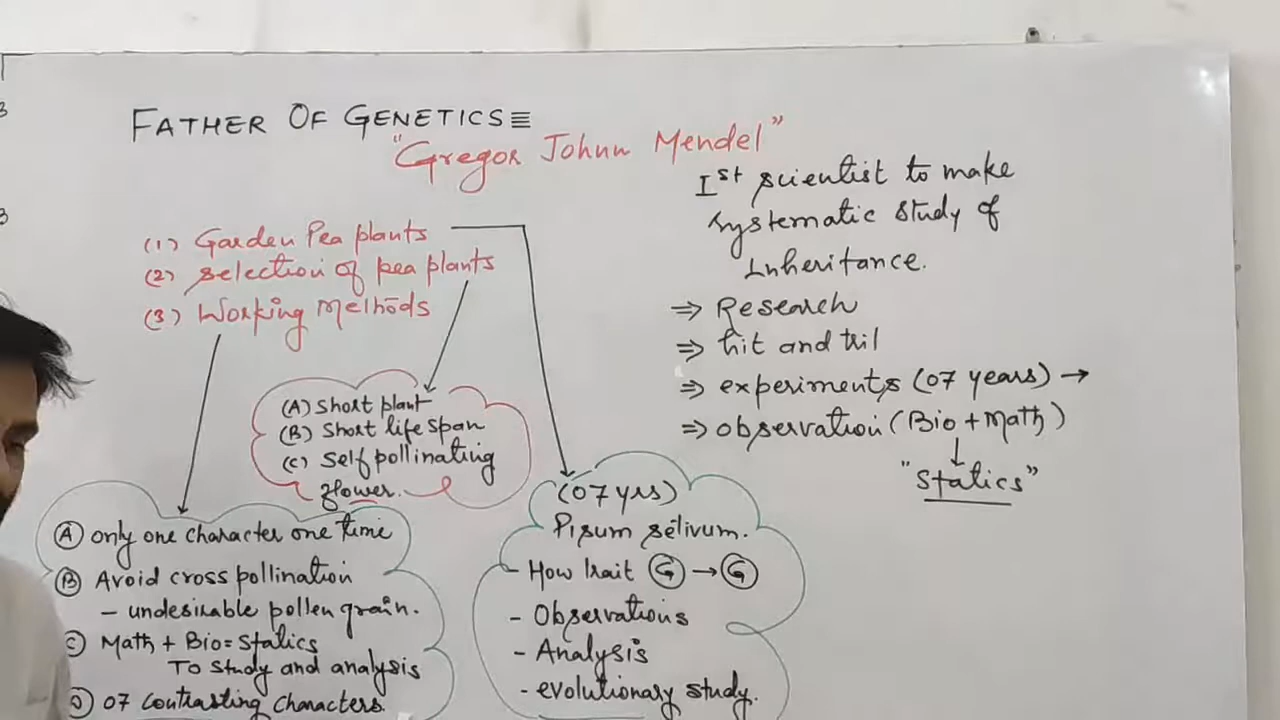 FATHER OF GENETICS
"Gregor Johnn Mendel"
Ist scientist to make
systematic study of
Inheritance.
⇒ Research
⇒ hit and tril
⇒ experiments (07 years) →
⇒ observation (Bio + Math)
"Statics"
(1) Garden Pea plants
(2) selection of pea plants
(3) Working Methods
(A) Short plant
(B) Short life span
(C) Self pollinating
flower.
(A) only one character one time
(B) Avoid cross pollination
- undesirable pollen grain.
(C) Math + Bio = Statics
To study and analysis
(D) 07 contrasting characters.
(07 yrs)
Pisum setivum.
- How trait G → G
- Observations
- Analysis
- evolutionary study.